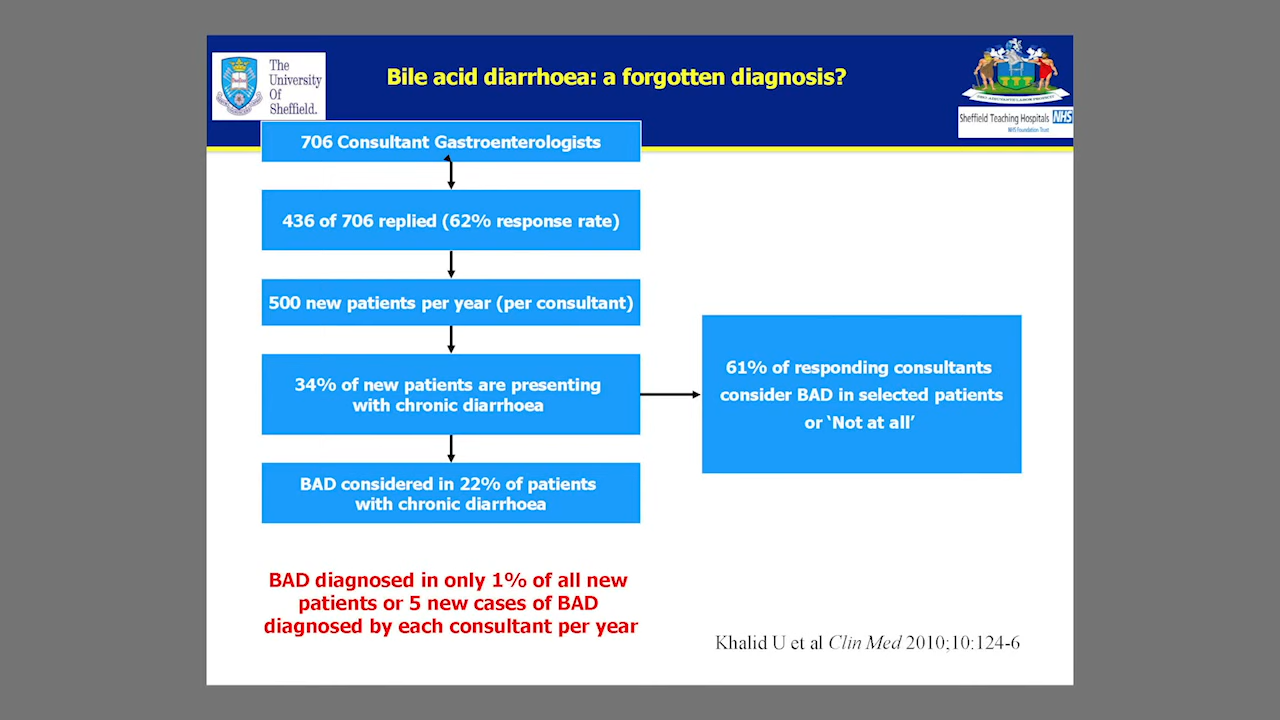 The
University
Of
Sheffield.
Bile acid diarrhoea: a forgotten diagnosis?
Sheffield Teaching Hospitals NHS
NHS Foundation Trust
706 Consultant Gastroenterologists
436 of 706 replied (62% response rate)
500 new patients per year (per consultant)
34% of new patients are presenting
with chronic diarrhoea
61% of responding consultants
consider BAD in selected patients
or ‘Not at all’
BAD considered in 22% of patients
with chronic diarrhoea
BAD diagnosed in only 1% of all new
patients or 5 new cases of BAD
diagnosed by each consultant per year
Khalid U et al Clin Med 2010;10:124-6